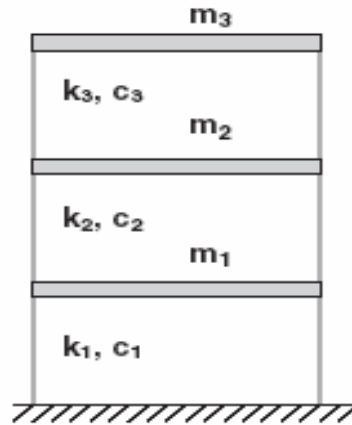 m₃
k₃, c₃
m₂
k₂, c₂
m₁
k₁, c₁